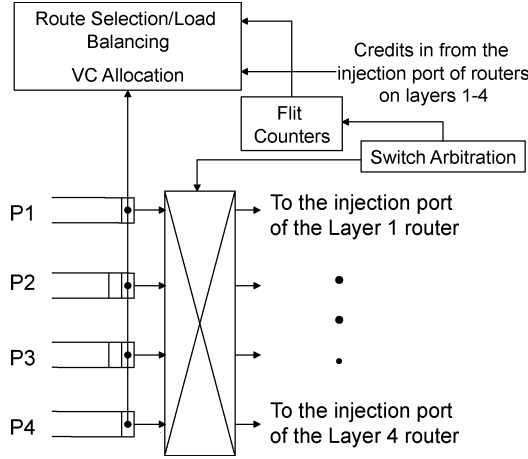 Route Selection/Load
Balancing
VC Allocation
Credits in from the
injection port of routers
on layers 1-4
Flit
Counters
Switch Arbitration
P1
To the injection port
of the Layer 1 router
P2
P3
P4
To the injection port
of the Layer 4 router